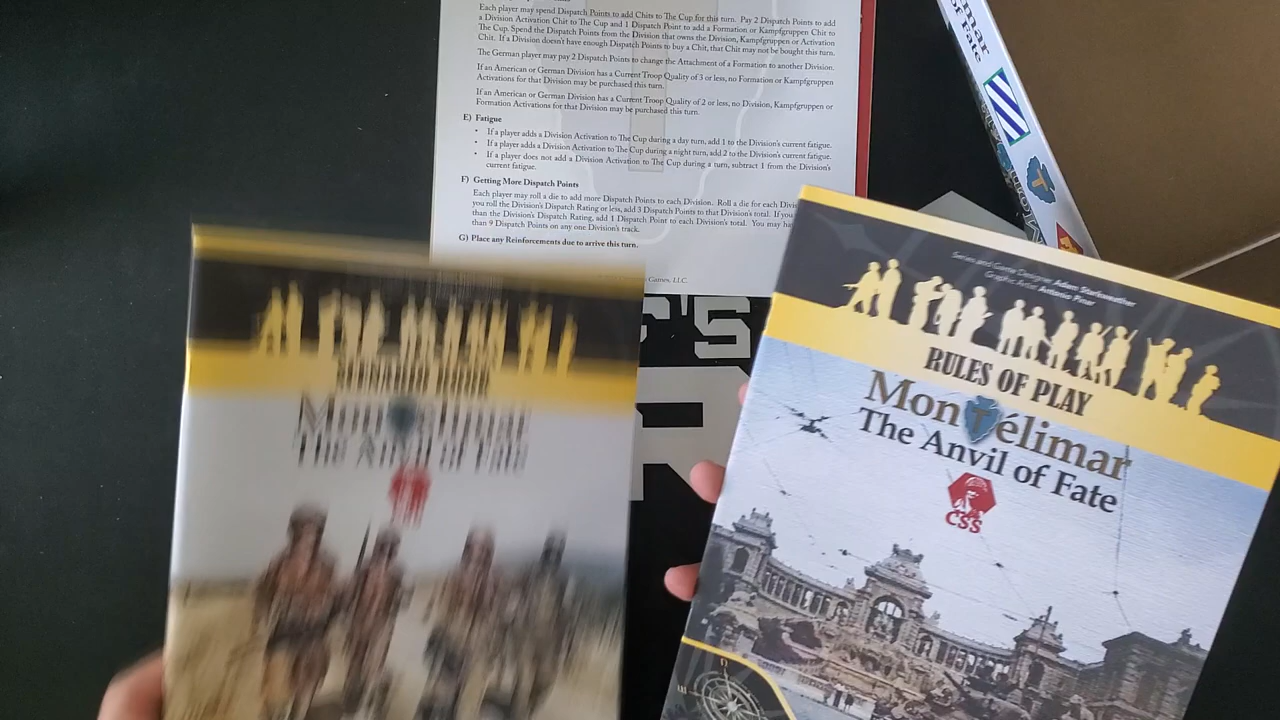 Each player may spend Dispatch Points to add Chits to The Cup for this turn. Pay 2 Dispatch Points to add
a Division Activation Chit to The Cup and 1 Dispatch Point to add a Formation or Kampfgruppen Chit to
The Cup. Spend the Dispatch Points from the Division that owns the Division, Kampfgruppen or Activation
Chit. If a Division doesn't have enough Dispatch Points to buy a Chit, that Chit may not be bought this turn.
The German player may pay 2 Dispatch Points to change the Attachment of a Formation to another Division.
If an American or German Division has a Current Troop Quality of 3 or less, no Formation or Kampfgruppen
Activations for that Division may be purchased this turn.
If an American or German Division has a Current Troop Quality of 2 or less, no Division, Kampfgruppen or
Formation Activations for that Division may be purchased this turn.
E) Fatigue
• If a player adds a Division Activation to The Cup during a day turn, add 1 to the Division's current fatigue.
• If a player adds a Division Activation to The Cup during a night turn, add 2 to the Division's current fatigue.
• If a player does not add a Division Activation to The Cup during a turn, subtract 1 from the Division's
current fatigue.
F) Getting More Dispatch Points
Each player may roll a die to add more Dispatch Points to each Division. Roll a die for each
you roll the Division's Dispatch Rating or less, add 3 Dispatch Points to that Division's total. If you
than the Division's Dispatch Rating, add 1 Dispatch Point to each Division's total. You may
than 9 Dispatch Points on any one Division's track.
G) Place any Reinforcements due to arrive this turn.
Games, LLC.
mar
of Fate
'S
Montélimar
The Anvil of Fate
Series and Game Designer Adam Starkweather
Graphic Artist Antonio Pinar
RULES OF PLAY
MonTélimar
The Anvil of Fate
CSS